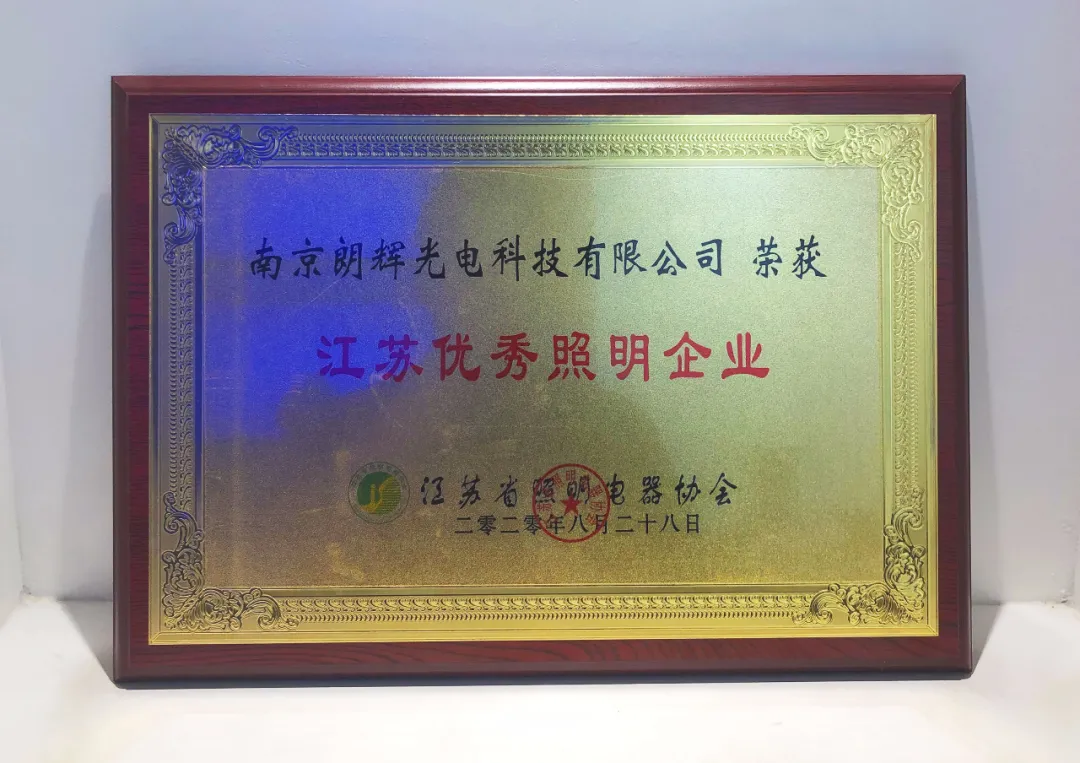 南京朗辉光电科技有限公司 荣获
江苏优秀照明企业
江苏省照明电器协会
二零二零年八月二十八日